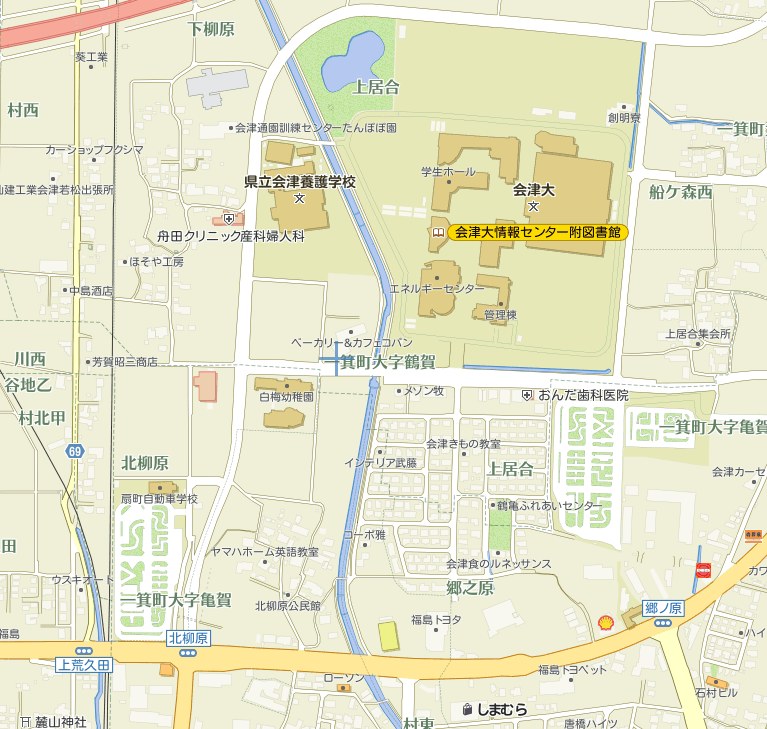 下柳原
葵工業
上居合
村西
会津通園訓練センターたんぽぽ園
創明寮
一箕町
カーショップフクシマ
学生ホール
県立会津養護学校
会津大
船ケ森西
山建工業会津若松出張所
舟田クリニック産科婦人科
会津大情報センター附図書館
ほそや工房
エネルギーセンター
中島酒店
管理棟
上居合集会所
ベーカリー&カフェコパン
川西
芳賀昭三商店
一箕町大字鶴賀
谷地乙
白梅幼稚園
メゾン牧
おんだ歯科医院
村北甲
一箕町大字亀賀
会津きもの教室
69
北柳原
インテリア武藤
上居合
会津カーセ
扇町自動車学校
鶴亀ふれあいセンター
コーポ雅
田
ヤマハホーム英語教室
会津食のルネッサンス
カワ
ウスキオート
郷之原
一箕町大字亀賀
北柳原公民館
郷ノ原
福島
北柳原
福島トヨタ
ハイ
上荒久田
福島トヨペット
ローソン
石村ビル
しまむら
麓山神社
村東
唐橋ハイツ